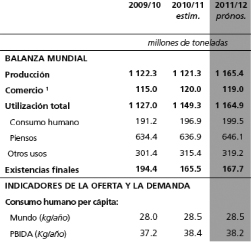 2009/10 2010/11 2011/12
estim. prónos.
millones de toneladas
BALANZA MUNDIAL
Producción 1 122.3 1 121.3 1 165.4
Comercio ¹ 115.0 120.0 119.0
Utilización total 1 127.0 1 149.3 1 164.9
Consumo humano 191.2 196.9 199.5
Piensos 634.4 636.9 646.1
Otros usos 301.4 315.4 319.2
Existencias finales 194.4 165.5 167.7
INDICADORES DE LA OFERTA Y LA DEMANDA
Consumo humano per cápita:
Mundo (kg/año) 28.0 28.5 28.5
PBIDA (Kg/año) 37.2 38.4 38.2